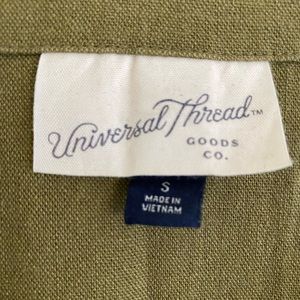 Universal Thread™
GOODS
CO.
S
MADE IN
VIETNAM